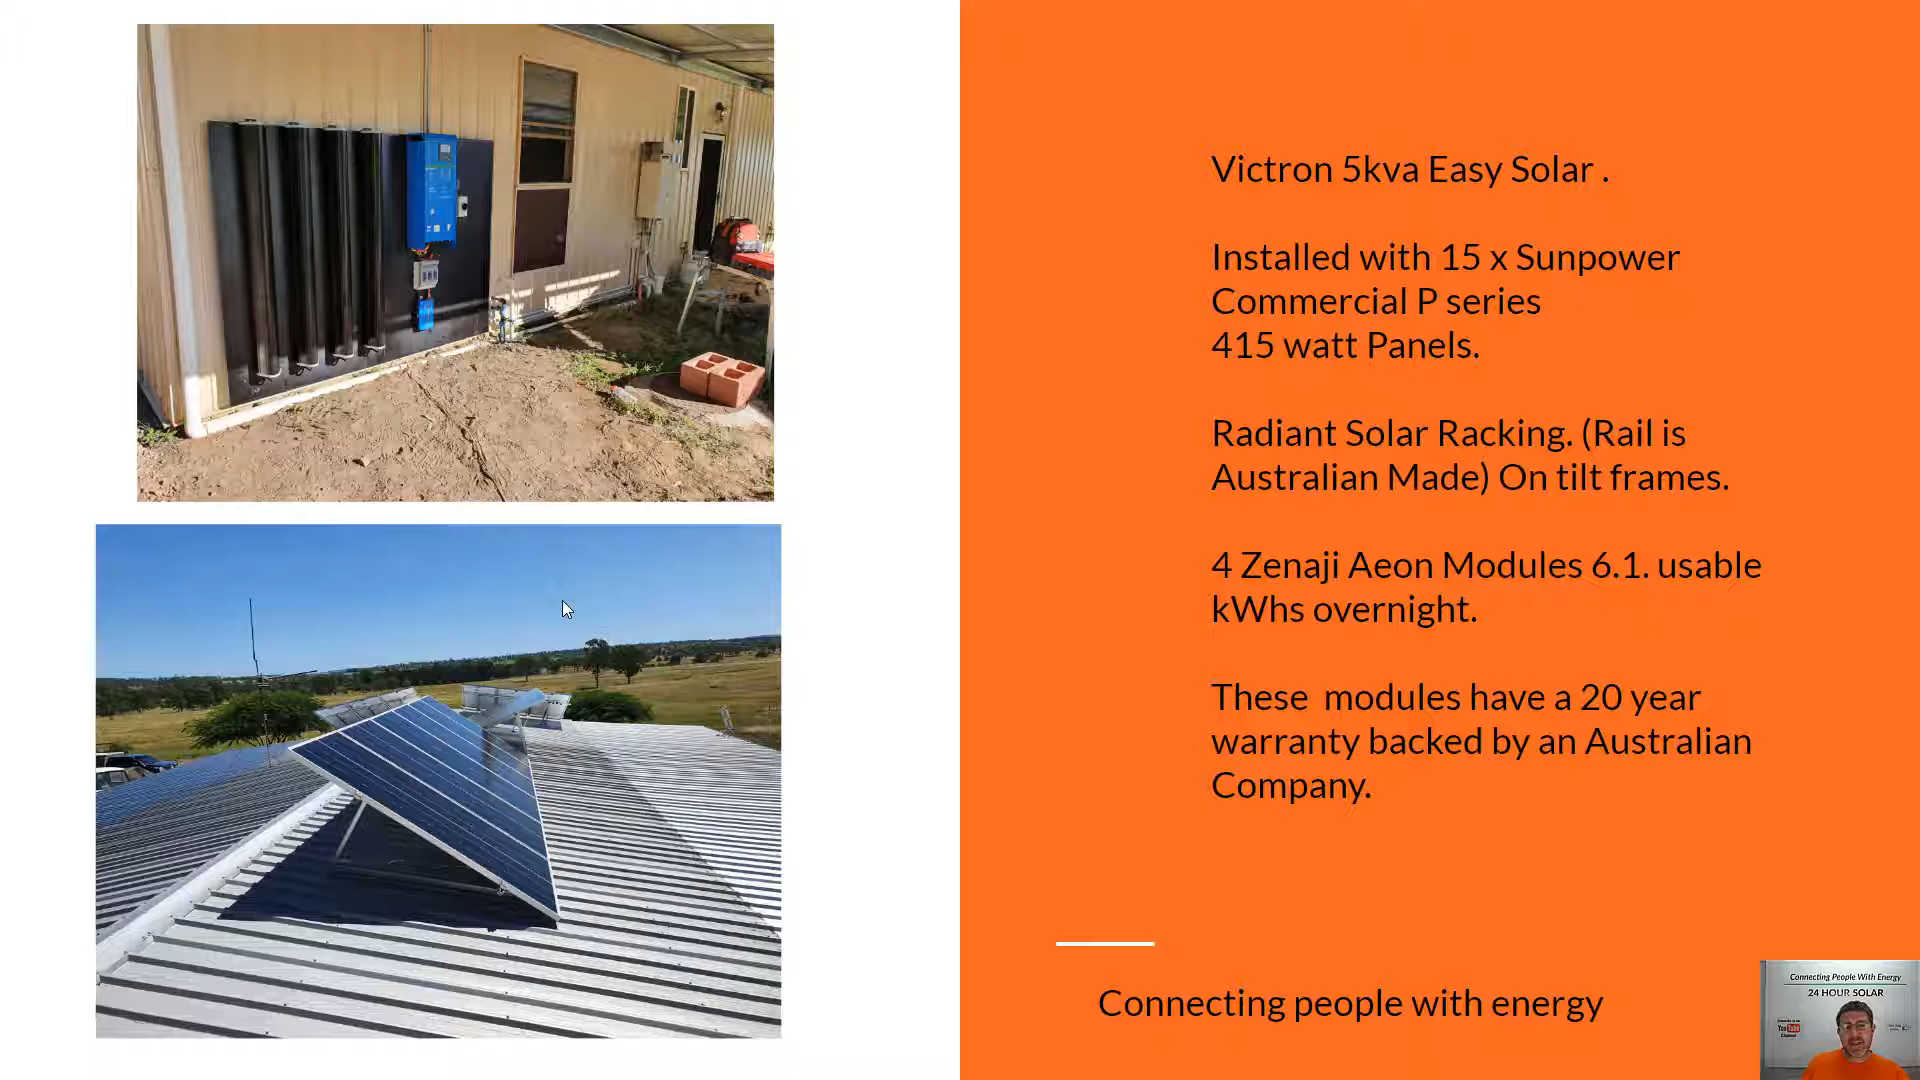 Victron 5kva Easy Solar .
Installed with 15 x Sunpower
Commercial P series
415 watt Panels.
Radiant Solar Racking. (Rail is
Australian Made) On tilt frames.
4 Zenaji Aeon Modules 6.1. usable
kWhs overnight.
These  modules have a 20 year
warranty backed by an Australian
Company.
Connecting people with energy
Connecting People With Energy
24 HOUR SOLAR
YouTube
Channel